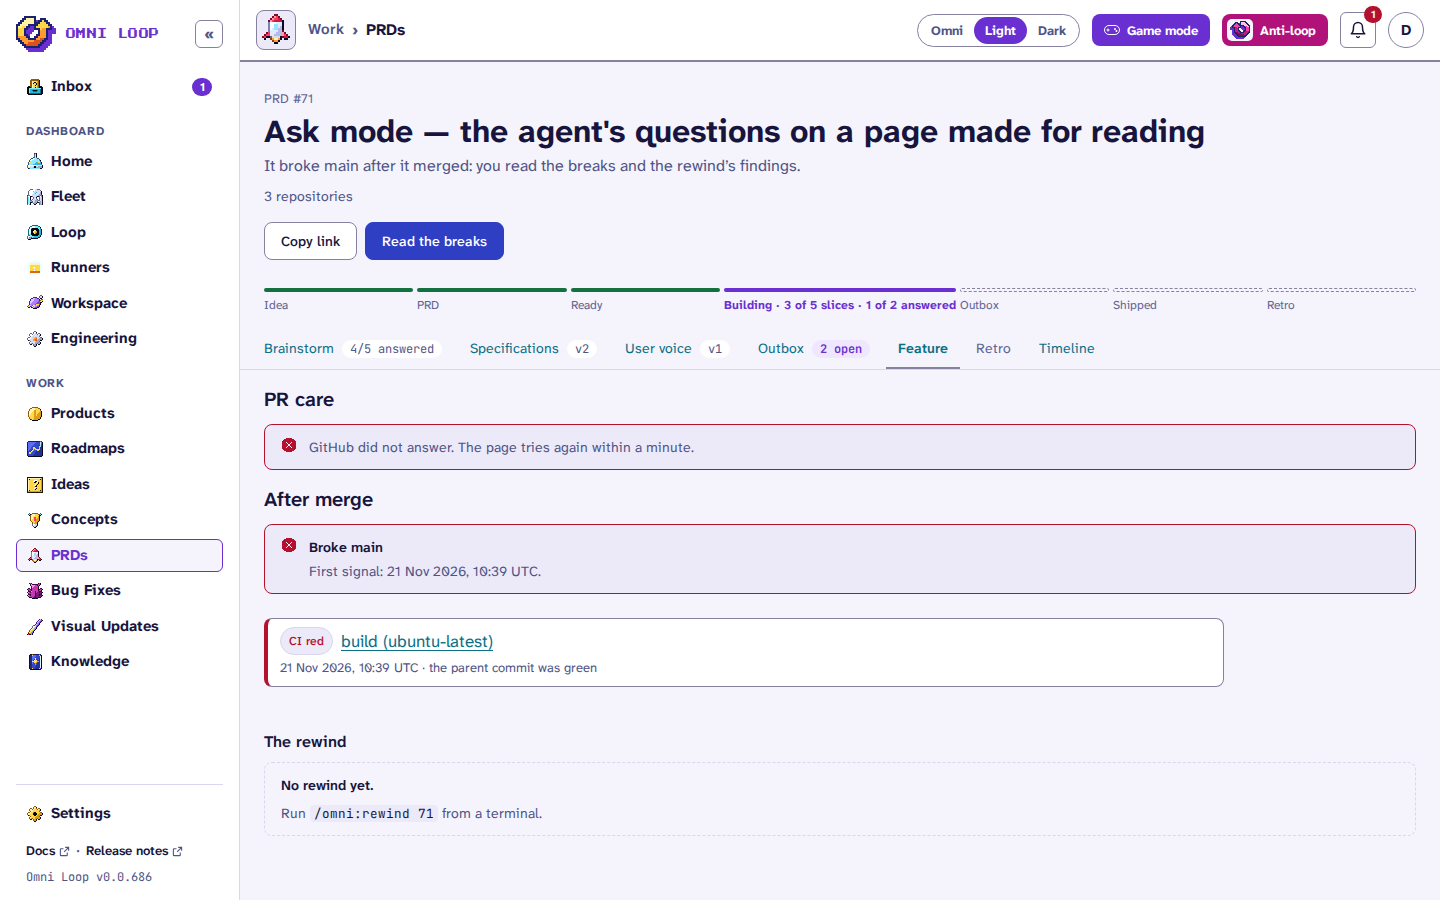 OMNI LOOP
«
Inbox
1
DASHBOARD
Home
Fleet
Loop
Runners
Workspace
Engineering
WORK
Products
Roadmaps
Ideas
Concepts
PRDs
Bug Fixes
Visual Updates
Knowledge
Settings
Docs · Release notes
Omni Loop v0.0.686
Work › PRDs
Omni Light Dark
Game mode
Anti-loop
1
D
PRD #71
Ask mode — the agent's questions on a page made for reading
It broke main after it merged: you read the breaks and the rewind’s findings.
3 repositories
Copy link
Read the breaks
Idea
PRD
Ready
Building · 3 of 5 slices · 1 of 2 answered
Outbox
Shipped
Retro
Brainstorm 4/5 answered
Specifications v2
User voice v1
Outbox 2 open
Feature
Retro
Timeline
PR care
GitHub did not answer. The page tries again within a minute.
After merge
Broke main
First signal: 21 Nov 2026, 10:39 UTC.
CI red build (ubuntu-latest)
21 Nov 2026, 10:39 UTC · the parent commit was green
The rewind
No rewind yet.
Run /omni:rewind 71 from a terminal.